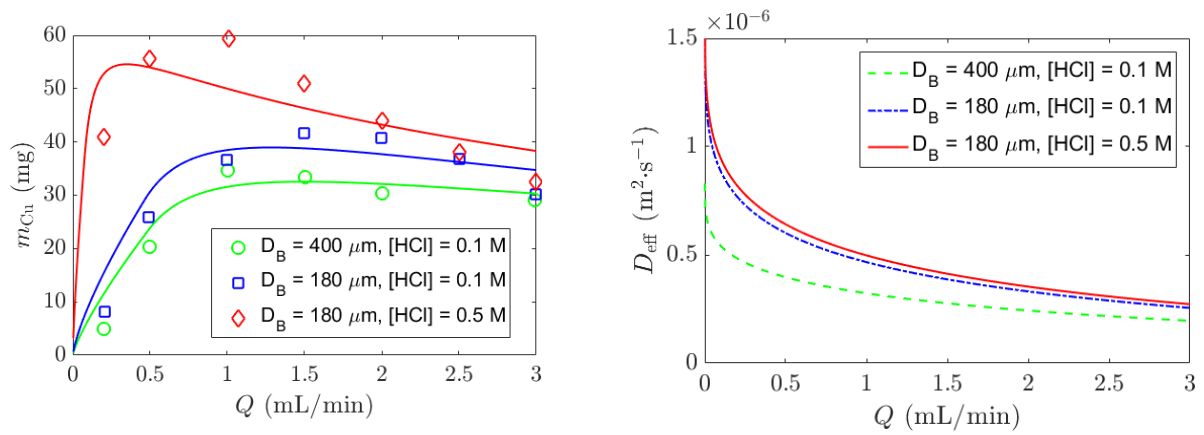 60
50
40
30
20
10
0
m_Cu (mg)
D_B = 400 μm, [HCl] = 0.1 M
D_B = 180 μm, [HCl] = 0.1 M
D_B = 180 μm, [HCl] = 0.5 M
0 0.5 1 1.5 2 2.5 3
Q (mL/min)
×10⁻⁶
1.5
1
0.5
0
D_eff (m²·s⁻¹)
D_B = 400 μm, [HCl] = 0.1 M
D_B = 180 μm, [HCl] = 0.1 M
D_B = 180 μm, [HCl] = 0.5 M
0 0.5 1 1.5 2 2.5 3
Q (mL/min)